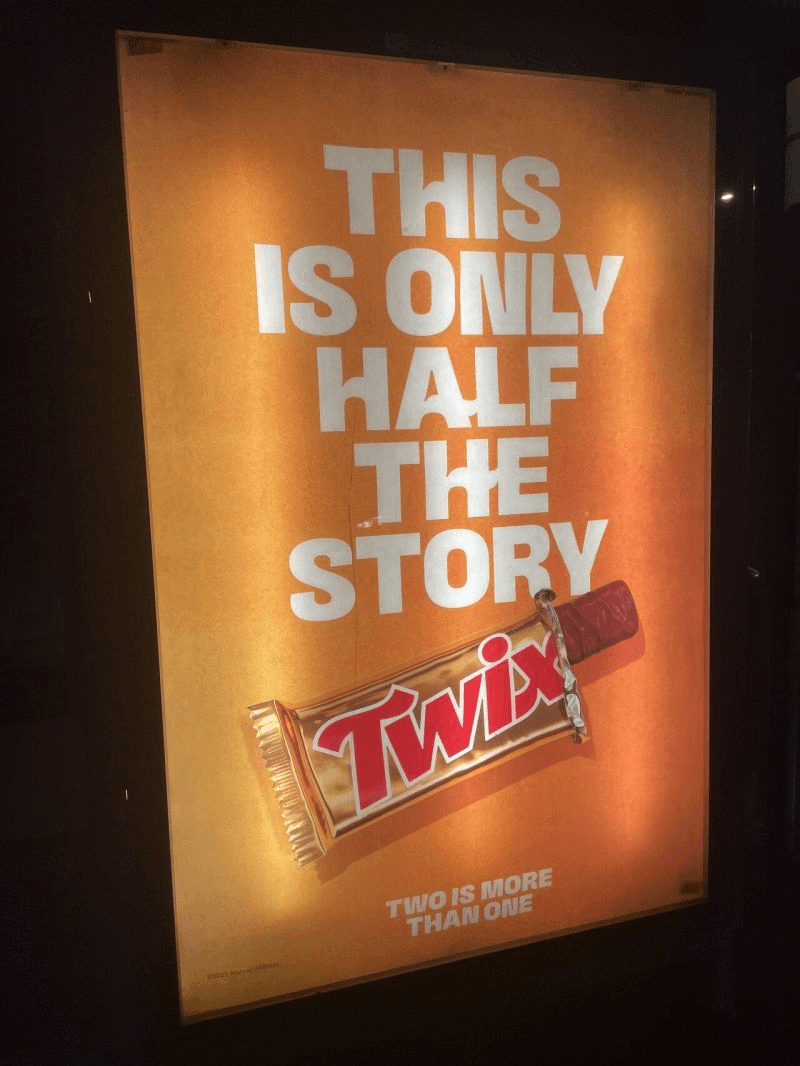 THIS
IS ONLY
HALF
THE
STORY
Twix
TWO IS MORE
THAN ONE